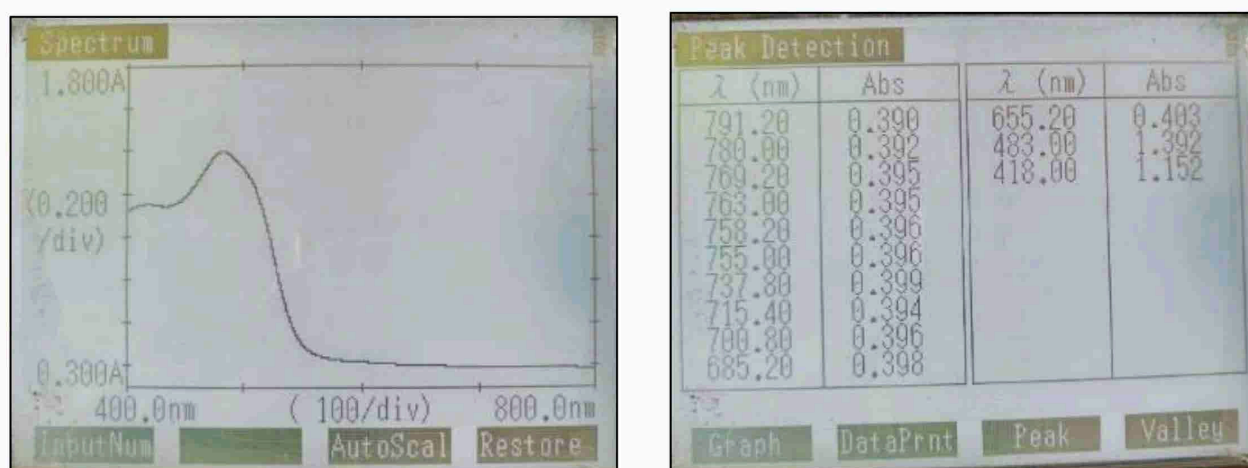 Spectrum
1.800A
(0.200
/div)
0.300A
400.0nm (100/div) 800.0nm
InputNum AutoScal Restore
Peak Detection
λ (nm) Abs λ (nm) Abs
791.20 0.390 655.20 0.403
780.00 0.392 483.00 1.392
769.20 0.395 418.00 1.152
763.00 0.395
758.20 0.396
755.00 0.396
737.80 0.399
715.40 0.394
700.80 0.396
685.20 0.398
Graph DataPrnt Peak Valley